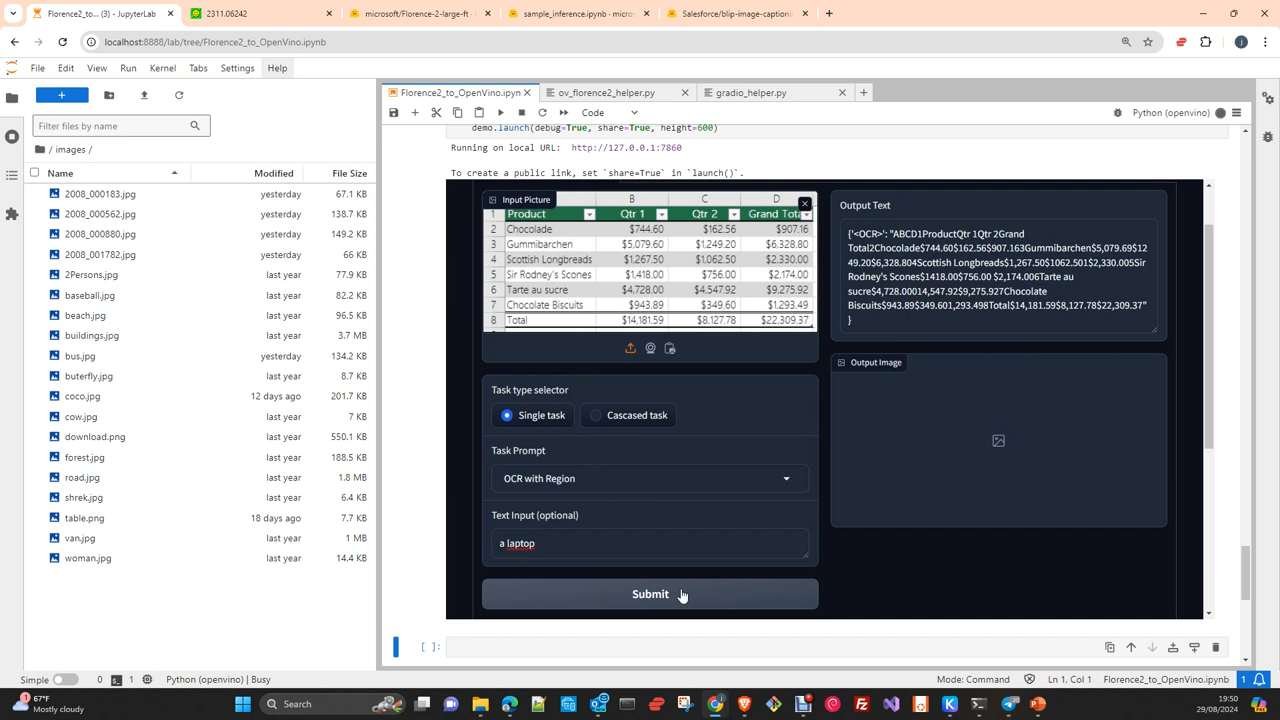 Florence2_to_... (3) - JupyterLab
2311.06242
microsoft/Florence-2-large-ft
sample_inference.ipynb · micros
Salesforce/blip-image-captionin
localhost:8888/lab/tree/Florence2_to_OpenVino.ipynb
File Edit View Run Kernel Tabs Settings Help
Florence2_to_OpenVino.ipyn
ov_florence2_helper.py
gradio_helper.py
Code
Python (openvino)
Filter files by name
/ images /
Name Modified File Size
2008_000183.jpg yesterday 67.1 KB
2008_000562.jpg yesterday 138.7 KB
2008_000880.jpg yesterday 149.2 KB
2008_001782.jpg yesterday 134 KB
2Persons.jpg last year 77.9 KB
baseball.jpg last year 82.2 KB
beach.jpg last year 96.5 KB
buildings.jpg last year 3.7 MB
bus.jpg yesterday 134.2 KB
buterfly.jpg last year 8.7 KB
coco.jpg 12 days ago 201.7 KB
cow.jpg last year 7 KB
download.png last year 550.1 KB
forest.jpg last year 188.5 KB
road.jpg last year 1.8 MB
shrek.jpg last year 6.4 KB
table.png 18 days ago 7.7 KB
van.jpg last year 1 MB
woman.jpg last year 14.4 KB
demo.launch(debug=True, share=True, height=600)
Running on local URL: http://127.0.0.1:7860
To create a public link, set `share=True` in `launch()`.
Input Picture
B C D
1 Product Qtr 1 Qtr 2 Grand Tota
2 Chocolade $744.60 $162.56 $907.16
3 Gummibarchen $5,079.60 $1,249.20 $6,328.80
4 Scottish Longbreads $1,267.50 $1,062.50 $2,330.00
5 Sir Rodney's Scones $1,418.00 $756.00 $2,174.00
6 Tarte au sucre $4,728.00 $4,547.92 $9,275.92
7 Chocolate Biscuits $943.89 $349.60 $1,293.49
8 Total $14,181.59 $8,127.78 $22,309.37
Output Text
{'<OCR>': "ABCD1ProductQtr 1Qtr 2Grand
Total2Chocolade$744.60$162.56$907.163Gummibarchen$5,079.69$1
249.20$6,328.804Scottish Longbreads$1,267.50$1062.501$2,330.005Sir
Rodney's Scones$1418.00$756.00 $2,174.006Tarte au
sucre$4,728.00014,547.92$9,275.927Chocolate
Biscuits$943.89$349.601,293.498Total$14,181.59$8,127.78$22,309.37"
}
Output Image
Task type selector
Single task Cascased task
Task Prompt
OCR with Region
Text Input (optional)
a laptop
Submit
[ ]:
Simple 0 1 Python (openvino) | Busy Mode: Command Ln 1, Col 1 Florence2_to_OpenVino.ipynb 1
67°F
Mostly cloudy
Search
19:50
29/08/2024